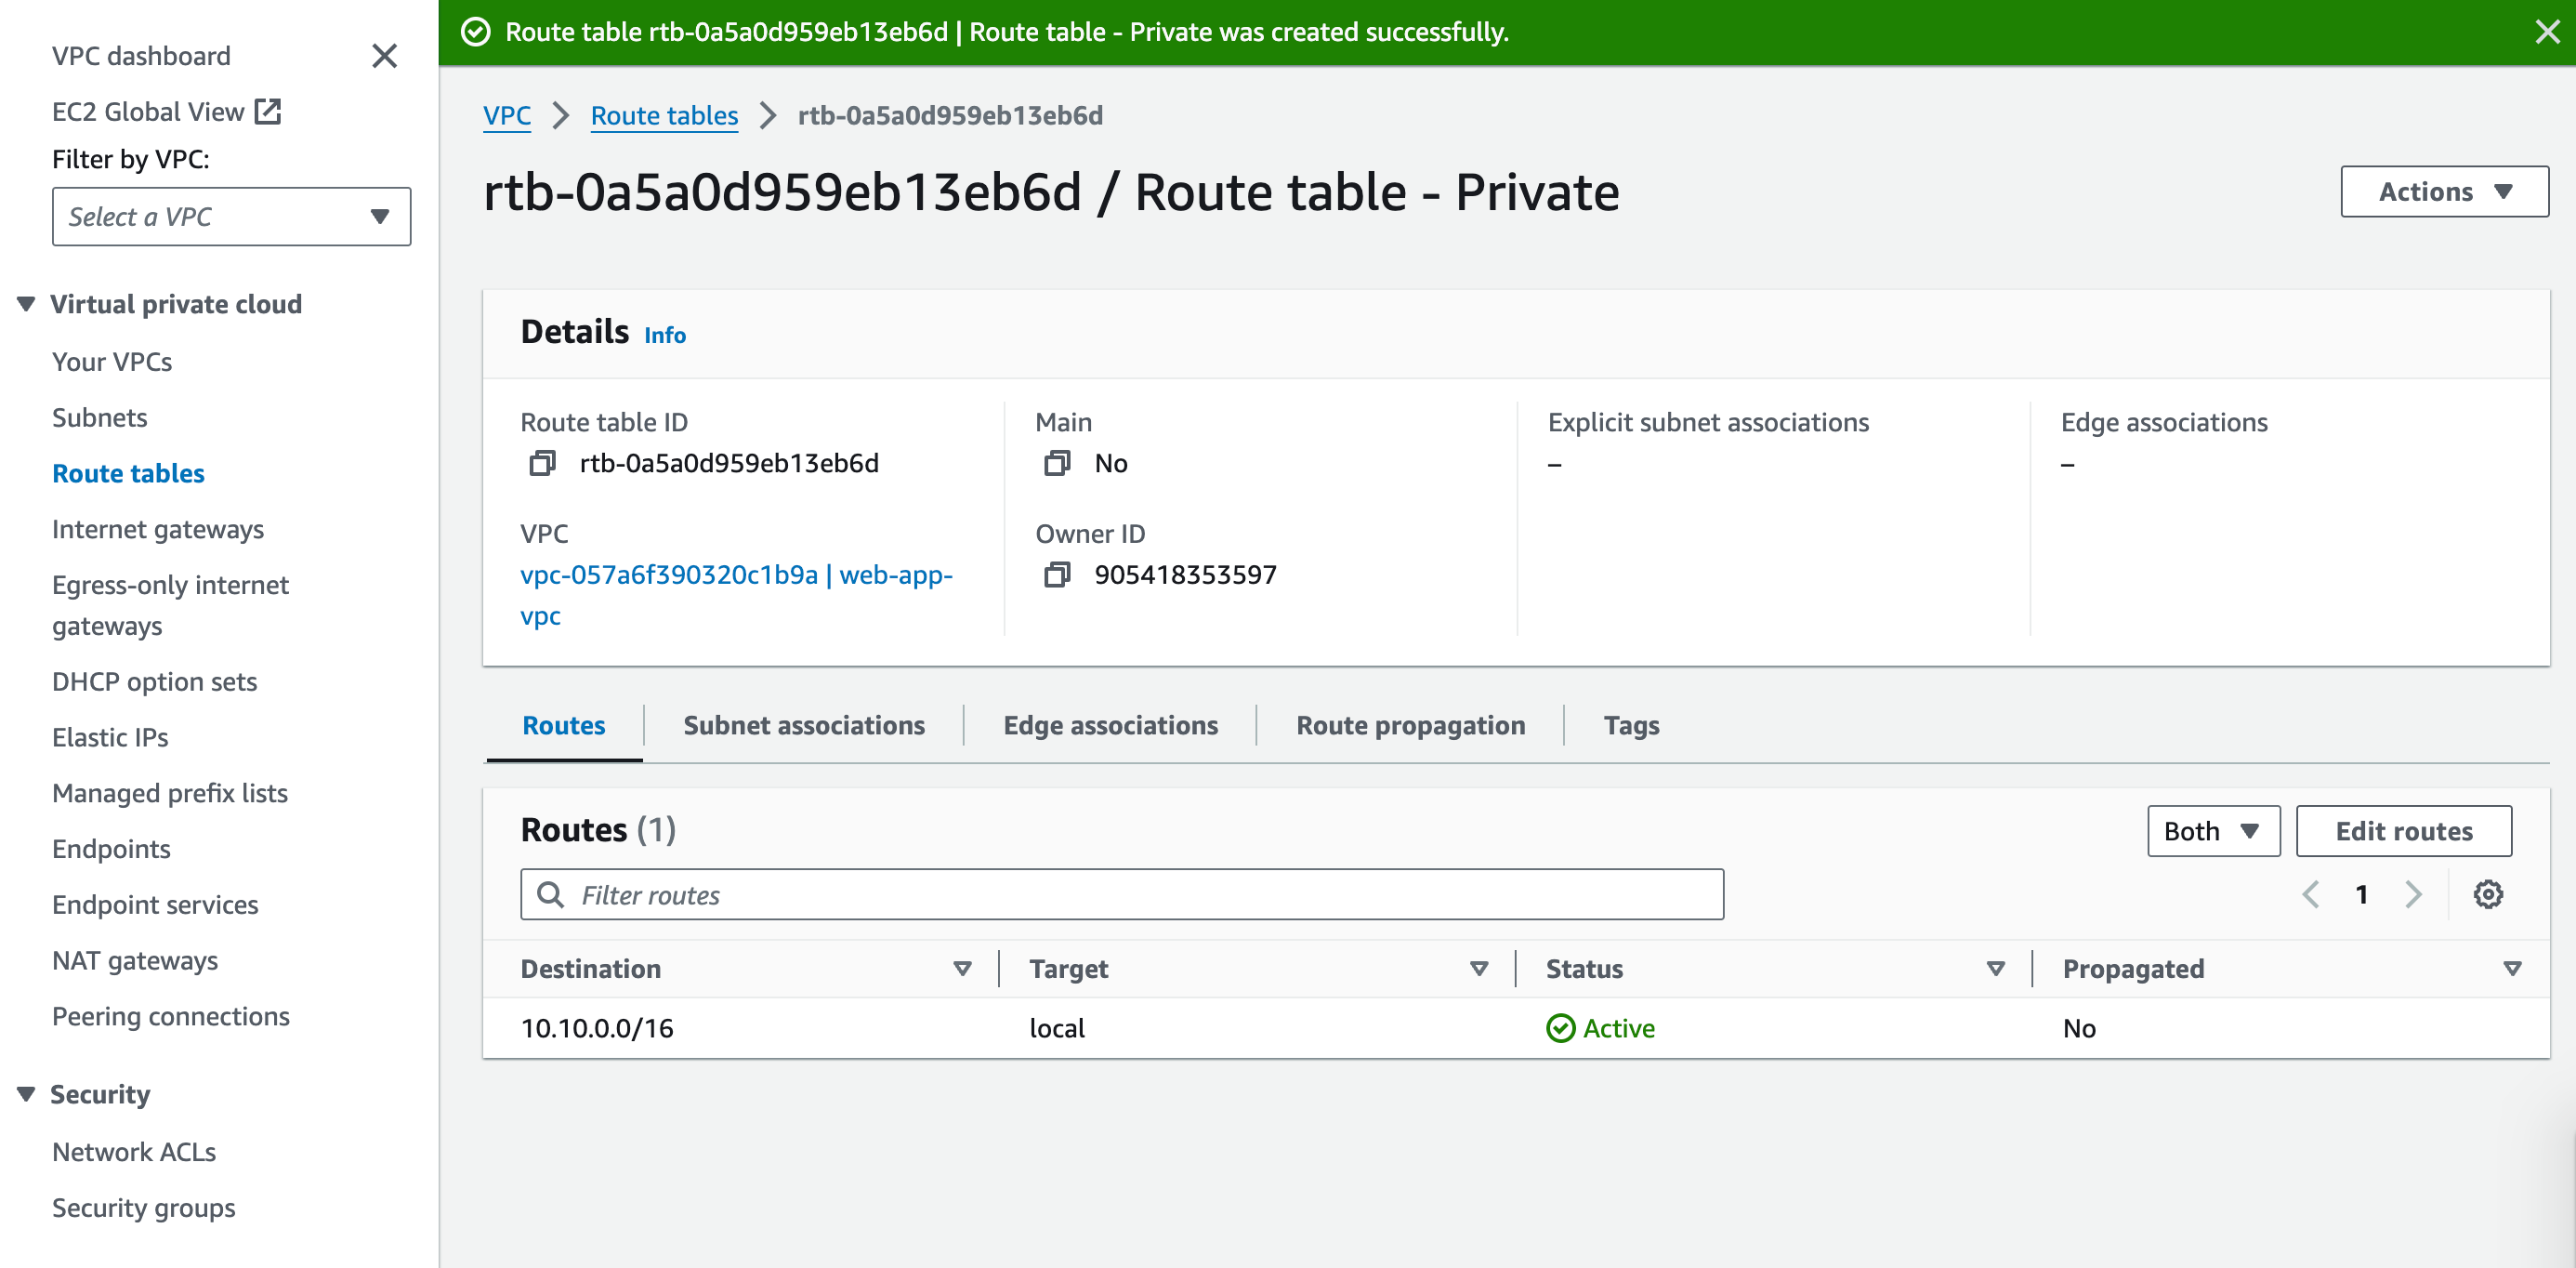 VPC dashboard
EC2 Global View
Filter by VPC:
Select a VPC
Virtual private cloud
Your VPCs
Subnets
Route tables
Internet gateways
Egress-only internet
gateways
DHCP option sets
Elastic IPs
Managed prefix lists
Endpoints
Endpoint services
NAT gateways
Peering connections
Security
Network ACLs
Security groups
Route table rtb-0a5a0d959eb13eb6d | Route table - Private was created successfully.
VPC > Route tables > rtb-0a5a0d959eb13eb6d
rtb-0a5a0d959eb13eb6d / Route table - Private
Actions
Details Info
Route table ID
rtb-0a5a0d959eb13eb6d
Main
No
Explicit subnet associations
–
Edge associations
–
VPC
vpc-057a6f390320c1b9a | web-app-
vpc
Owner ID
905418353597
Routes Subnet associations Edge associations Route propagation Tags
Routes (1)
Both Edit routes
Filter routes
1
Destination Target Status Propagated
10.10.0.0/16 local Active No